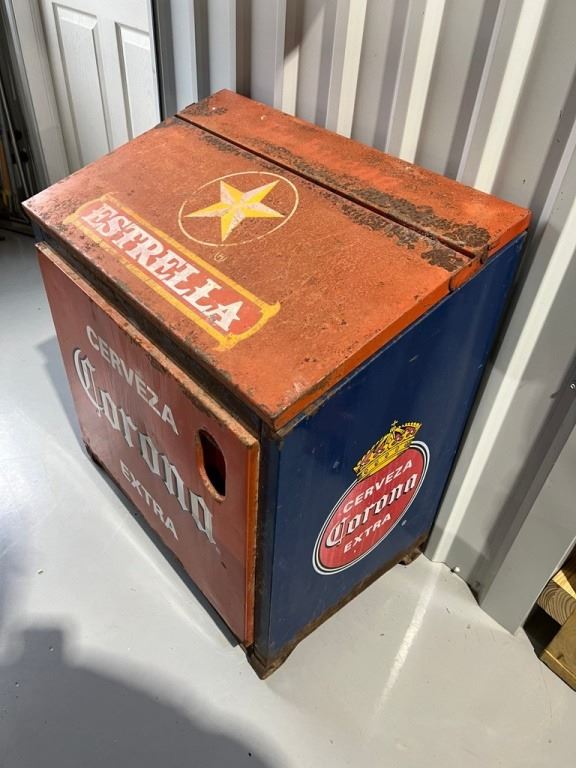 ESTRELLA
CERVEZA
Corona
EXTRA
CERVEZA
Corona
EXTRA